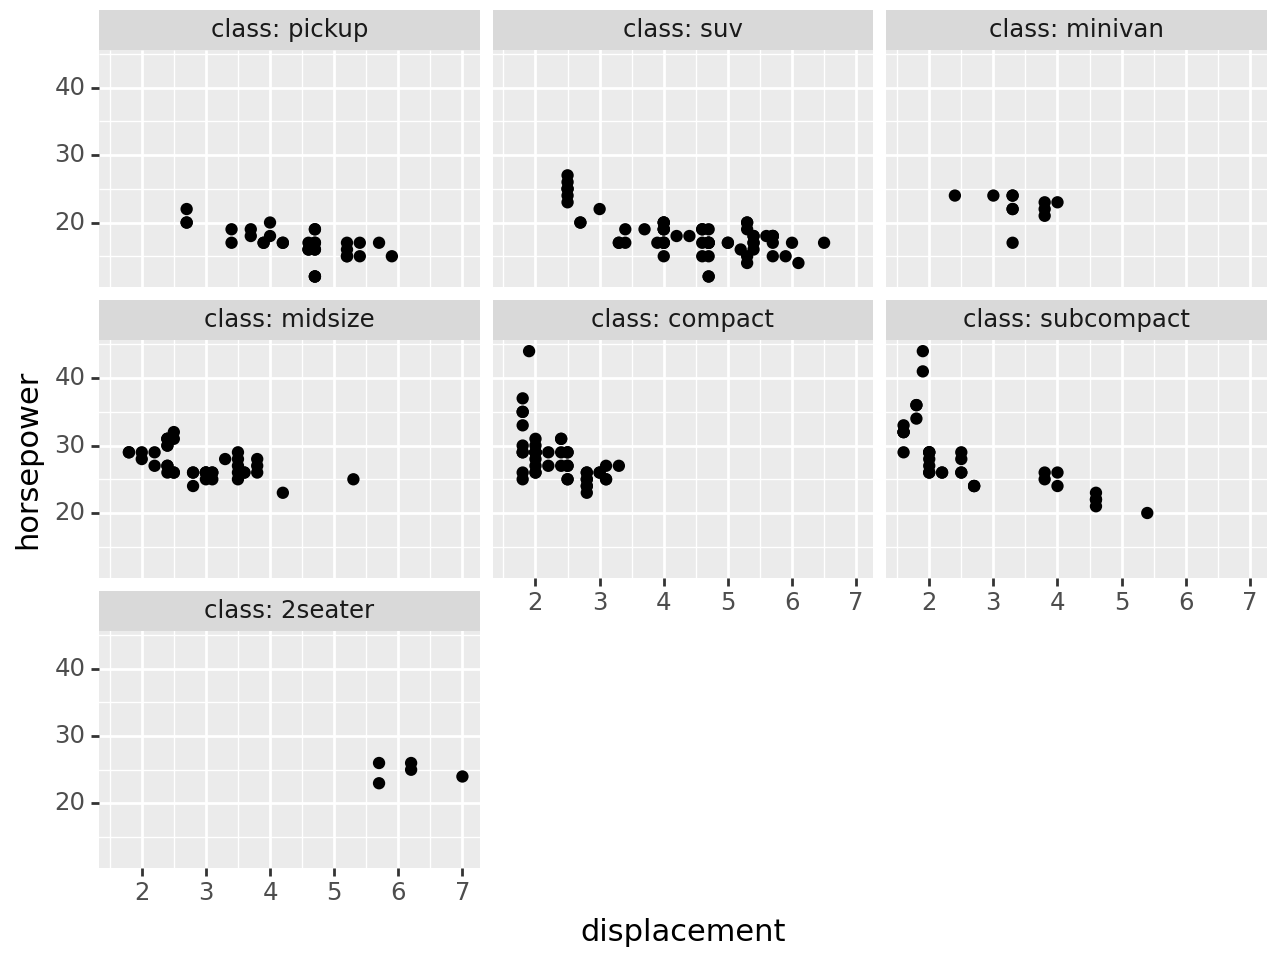 class: pickup
class: suv
class: minivan
40
30
20
class: midsize
class: compact
class: subcompact
40
30
20
2 3 4 5 6 7
2 3 4 5 6 7
class: 2seater
40
30
20
2 3 4 5 6 7
horsepower
displacement